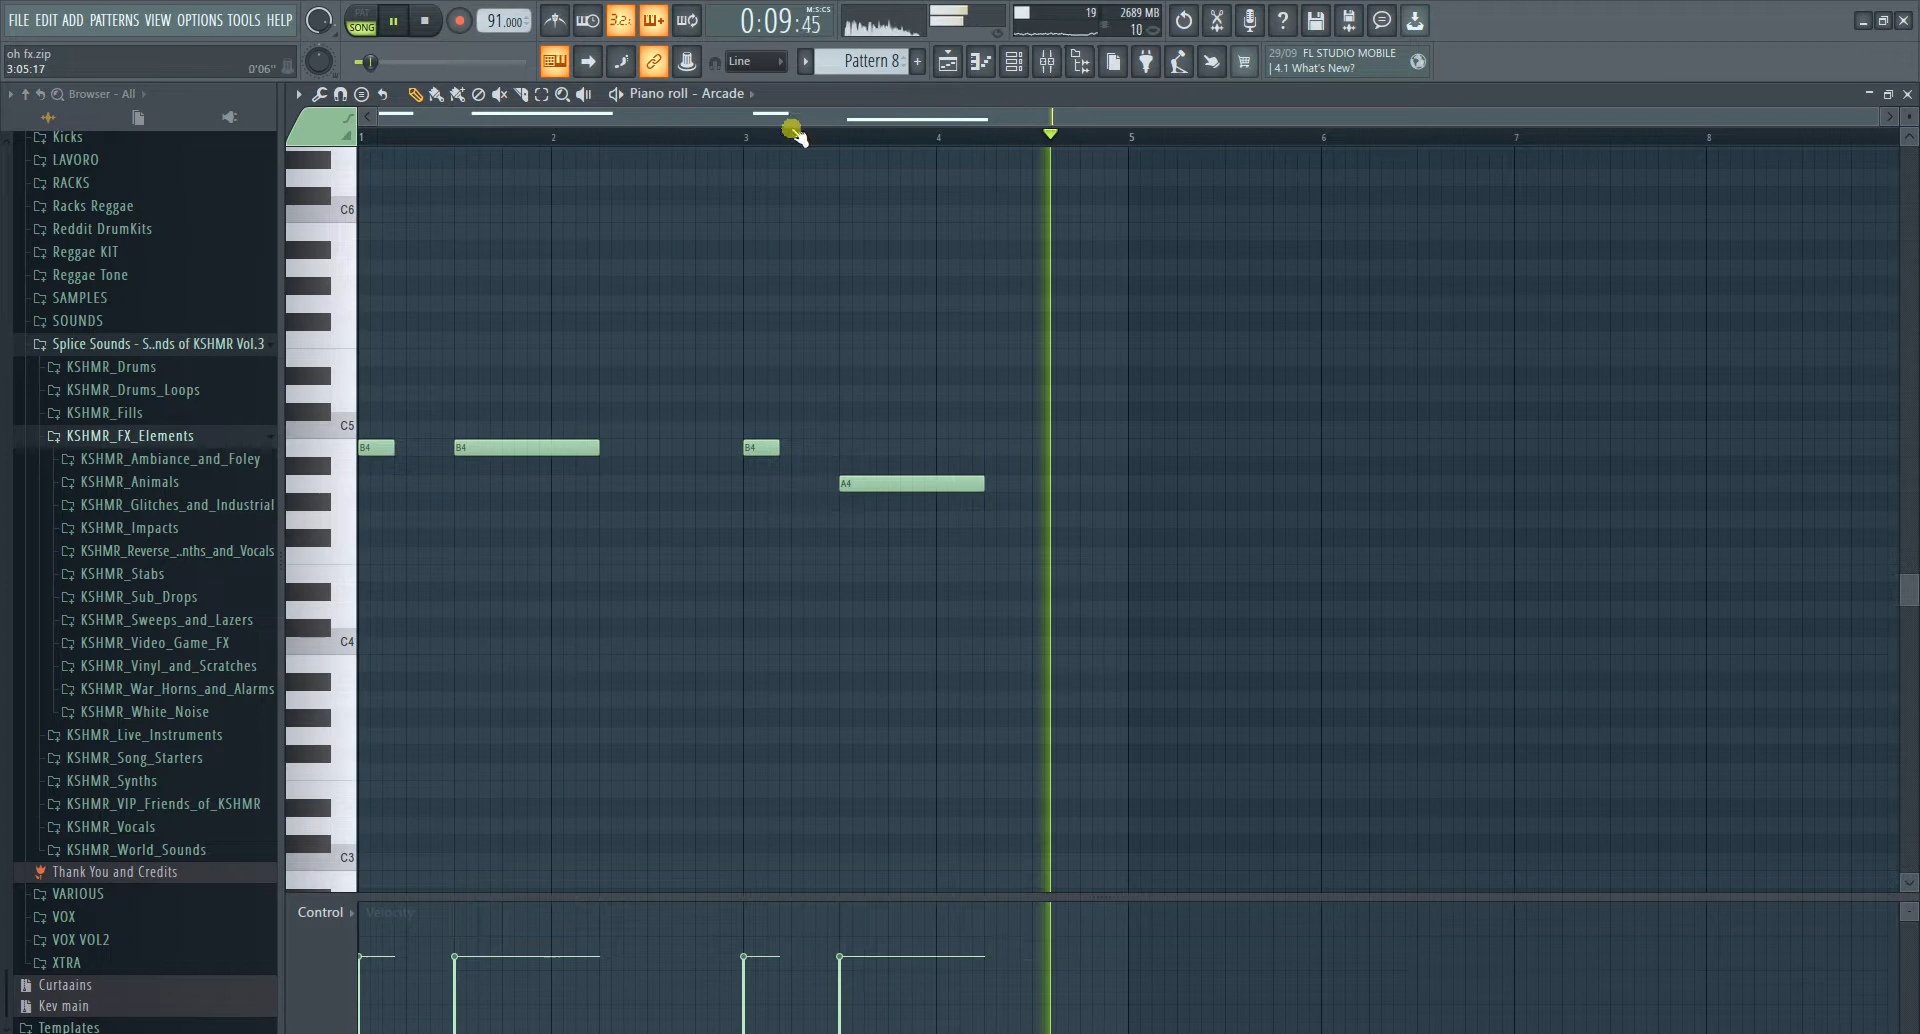 FILE EDIT ADD PATTERNS VIEW OPTIONS TOOLS HELP
PAT
SONG
91.000
3.2.
0:09:45
M:S:CS
19
2689 MB
10
oh fx.zip
3:05:17
0'06"
Line
Pattern 8
29/09 FL STUDIO MOBILE
| 4.1 What's New?
Browser - All
Piano roll - Arcade
Kicks
LAVORO
RACKS
Racks Reggae
Reddit DrumKits
Reggae KIT
Reggae Tone
SAMPLES
SOUNDS
Splice Sounds - S..nds of KSHMR Vol.3
KSHMR_Drums
KSHMR_Drums_Loops
KSHMR_Fills
KSHMR_FX_Elements
KSHMR_Ambiance_and_Foley
KSHMR_Animals
KSHMR_Glitches_and_Industrial
KSHMR_Impacts
KSHMR_Reverse_..nths_and_Vocals
KSHMR_Stabs
KSHMR_Sub_Drops
KSHMR_Sweeps_and_Lazers
KSHMR_Video_Game_FX
KSHMR_Vinyl_and_Scratches
KSHMR_War_Horns_and_Alarms
KSHMR_White_Noise
KSHMR_Live_Instruments
KSHMR_Song_Starters
KSHMR_Synths
KSHMR_VIP_Friends_of_KSHMR
KSHMR_Vocals
KSHMR_World_Sounds
Thank You and Credits
VARIOUS
VOX
VOX VOL2
XTRA
Curtaains
Kev main
Templates
1 2 3 4 5 6 7 8
C6
C5
B4 B4 B4
A4
C4
C3
Control Velocity